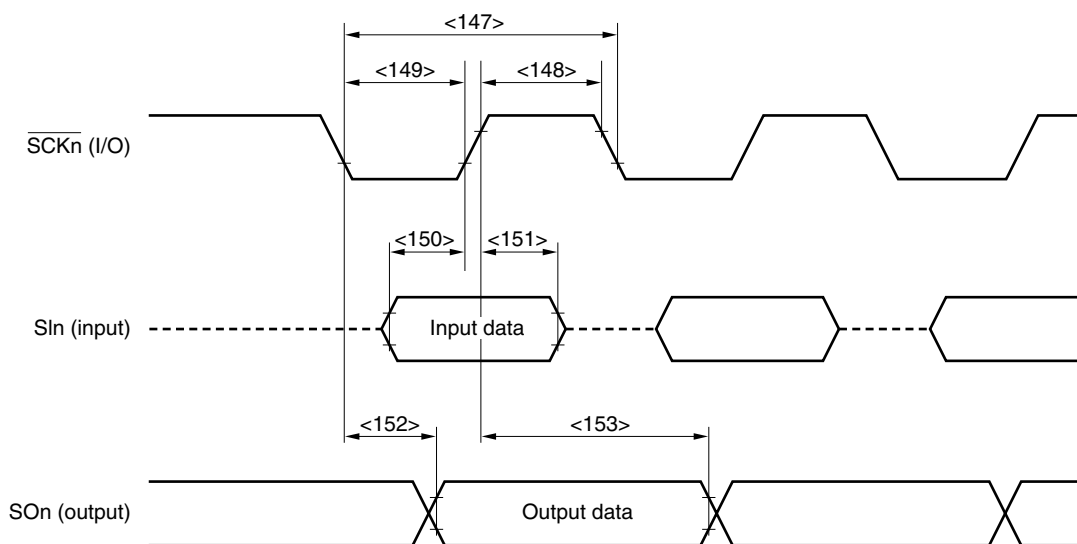 <147>
<149> <148>
SCKn (I/O)
<150> <151>
SIn (input)
Input data
<152> <153>
SOn (output)
Output data